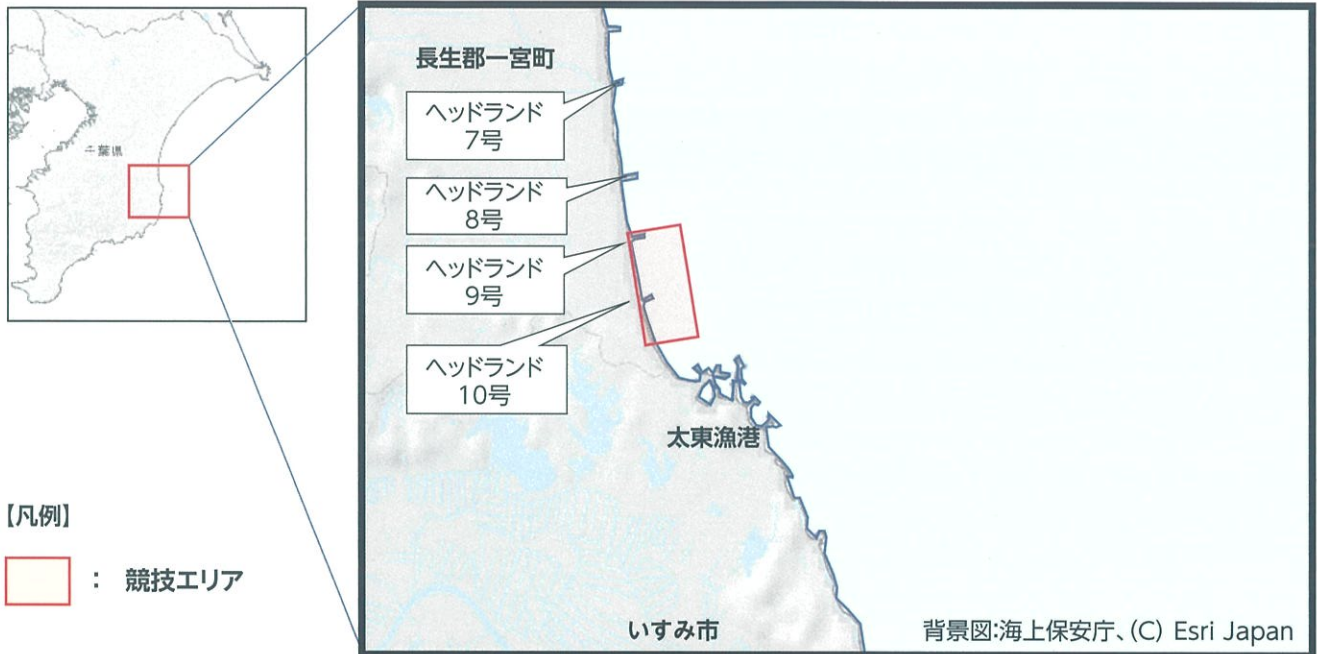 千葉県
長生郡一宮町
ヘッドランド
7号
ヘッドランド
8号
ヘッドランド
9号
ヘッドランド
10号
太東漁港
いすみ市
背景図:海上保安庁、(C) Esri Japan
【凡例】
： 競技エリア